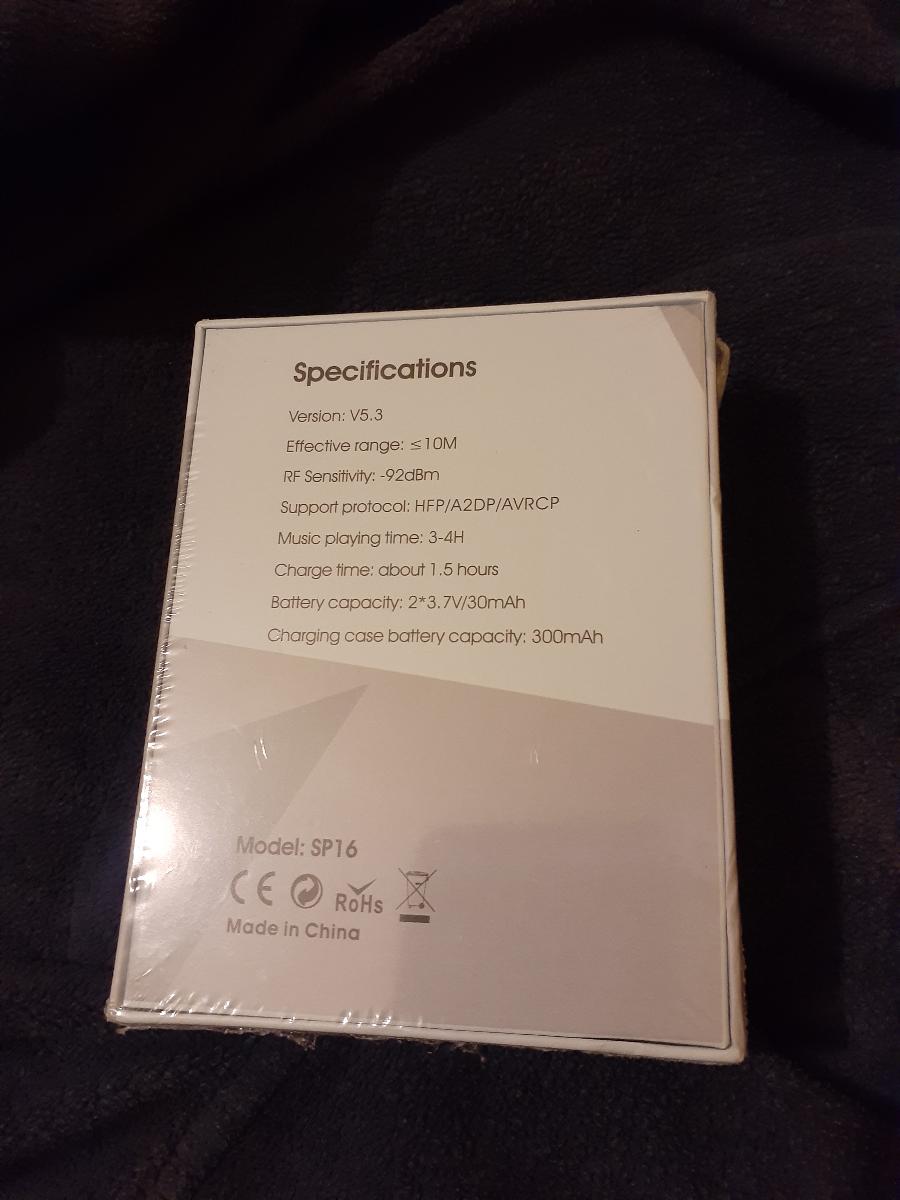 Specifications
Version: V5.3
Effective range: ≤10M
RF Sensitivity: -92dBm
Support protocol: HFP/A2DP/AVRCP
Music playing time: 3-4H
Charge time: about 1.5 hours
Battery capacity: 2*3.7V/30mAh
Charging case battery capacity: 300mAh
Model: SP16
CE RoHS
Made in China